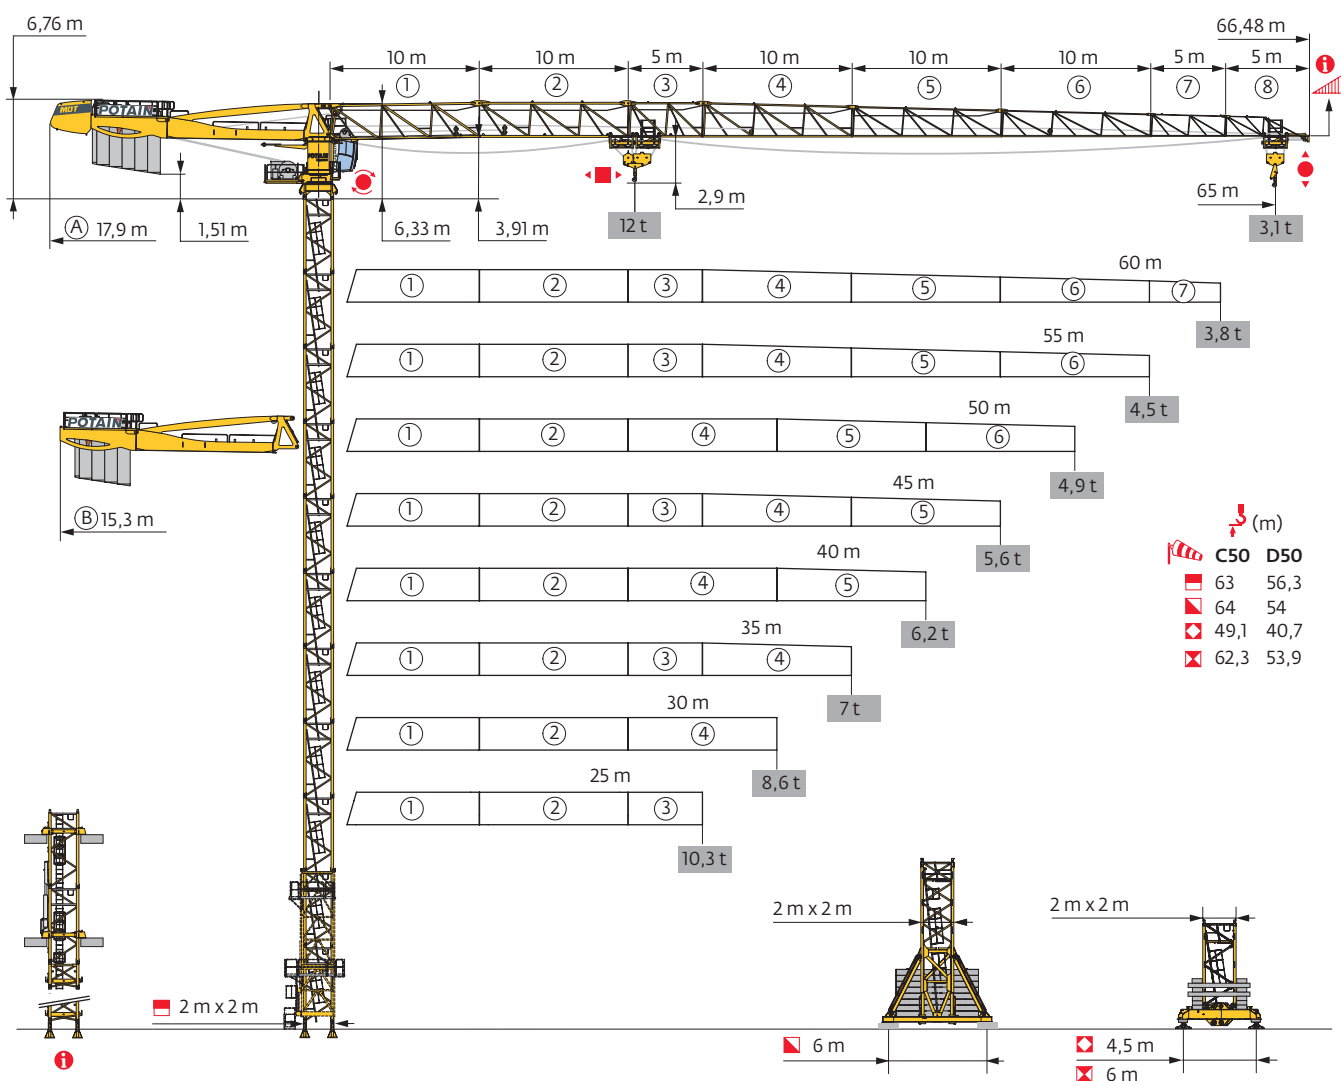 6,76 m
66,48 m
10 m 10 m 5 m 10 m 10 m 10 m 5 m 5 m
1 2 3 4 5 6 7 8
i
MDT POTAIN
POTAIN
2,9 m
65 m
A 17,9 m 1,51 m 6,33 m 3,91 m
12 t 3,1 t
60 m
1 2 3 4 5 6 7
3,8 t
55 m
1 2 3 4 5 6
4,5 t
POTAIN
50 m
1 2 4 5 6
4,9 t
B 15,3 m
45 m
1 2 3 4 5
5,6 t
(m)
C50 D50
63 56,3
64 54
49,1 40,7
62,3 53,9
40 m
1 2 4 5
6,2 t
35 m
1 2 3 4
7 t
30 m
1 2 4
8,6 t
25 m
1 2 3
10,3 t
2 m x 2 m
2 m x 2 m
2 m x 2 m
i
6 m
4,5 m
6 m